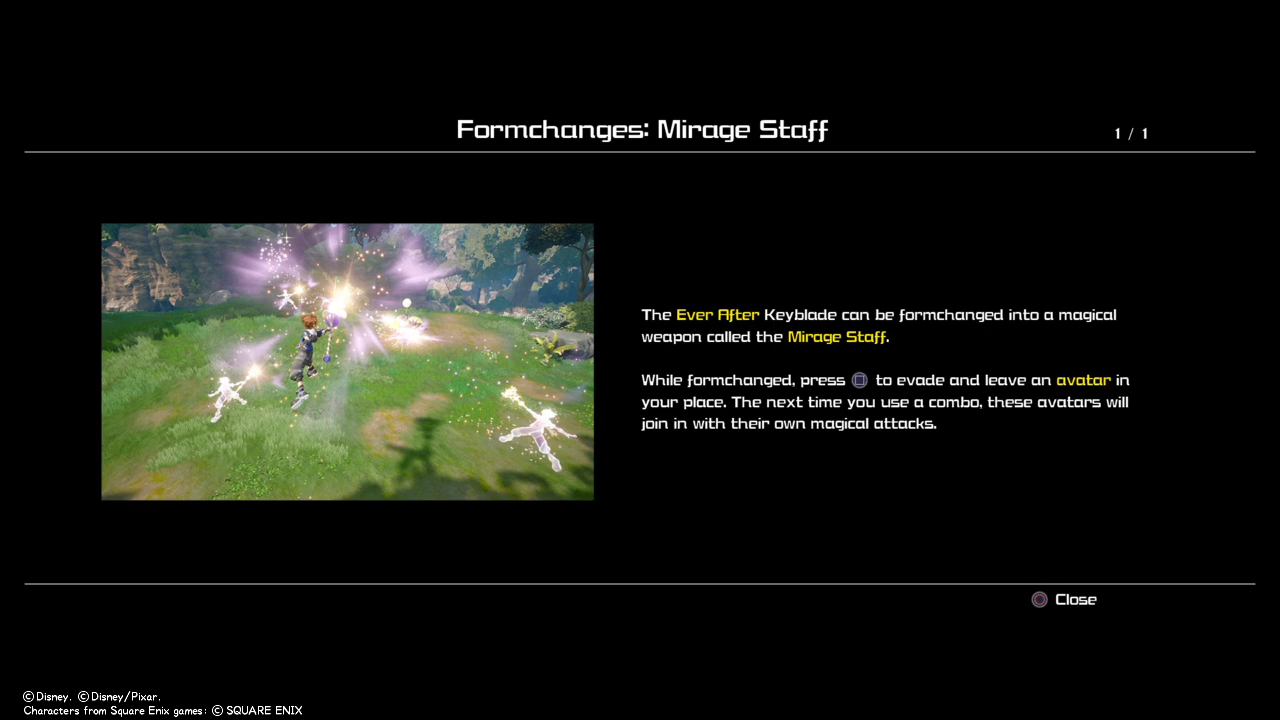 Formchanges: Mirage Staff
1 / 1
The Ever After Keyblade can be formchanged into a magical
weapon called the Mirage Staff.
While formchanged, press to evade and leave an avatar in
your place. The next time you use a combo, these avatars will
join in with their own magical attacks.
Close
©Disney. ©Disney/Pixar.
Characters from Square Enix games: © SQUARE ENIX